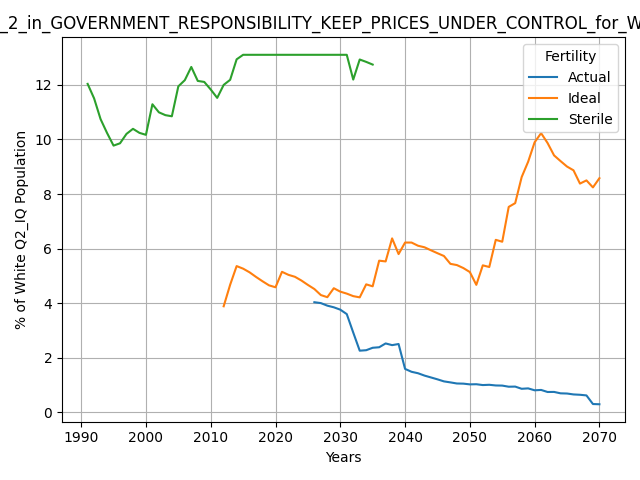 _2_in_GOVERNMENT_RESPONSIBILITY_KEEP_PRICES_UNDER_CONTROL_for_W
Fertility
Actual
Ideal
Sterile
% of White Q2_IQ Population
12
10
8
6
4
2
0
1990 2000 2010 2020 2030 2040 2050 2060 2070
Years